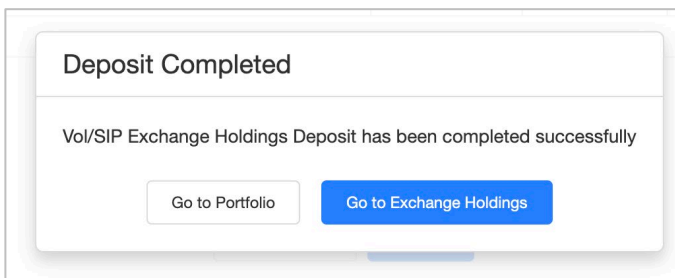 Deposit Completed
Vol/SIP Exchange Holdings Deposit has been completed successfully
Go to Portfolio
Go to Exchange Holdings